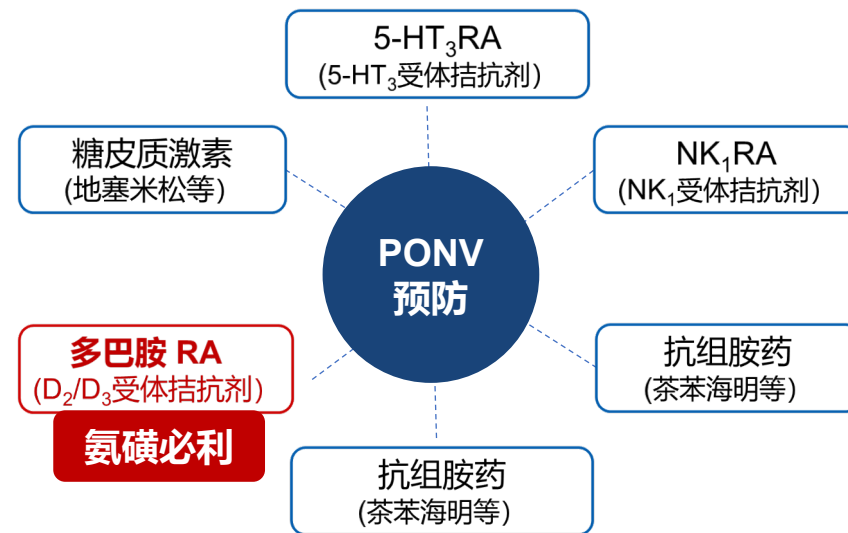 5-HT₃RA
(5-HT₃受体拮抗剂）
糖皮质激素
(地塞米松等）
NK₁RA
(NK₁受体拮抗剂）
PONV
预防
多巴胺 RA
(D₂/D₃受体拮抗剂）
氨磺必利
抗组胺药
(茶苯海明等）
抗组胺药
(茶苯海明等）